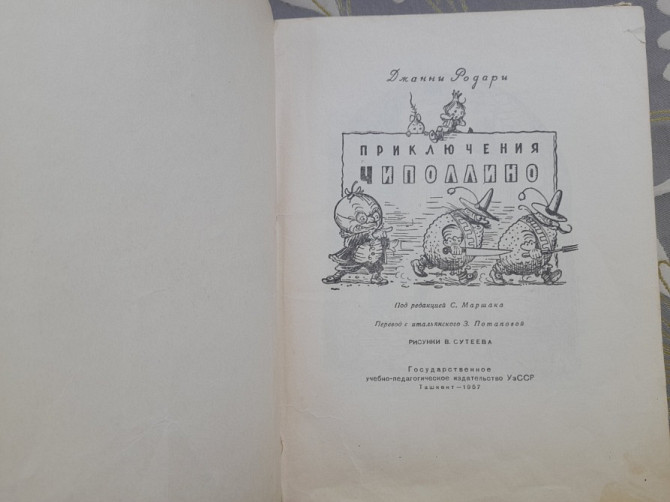 Джанни Родари
ПРИКЛЮЧЕНИЯ
ЧИПОЛЛИНО
Под редакцией С. Маршака
Перевод с итальянского З. Потаповой
РИСУНКИ В. СУТЕЕВА
Государственное
учебно-педагогическое издательство УзССР
Ташкент—1957